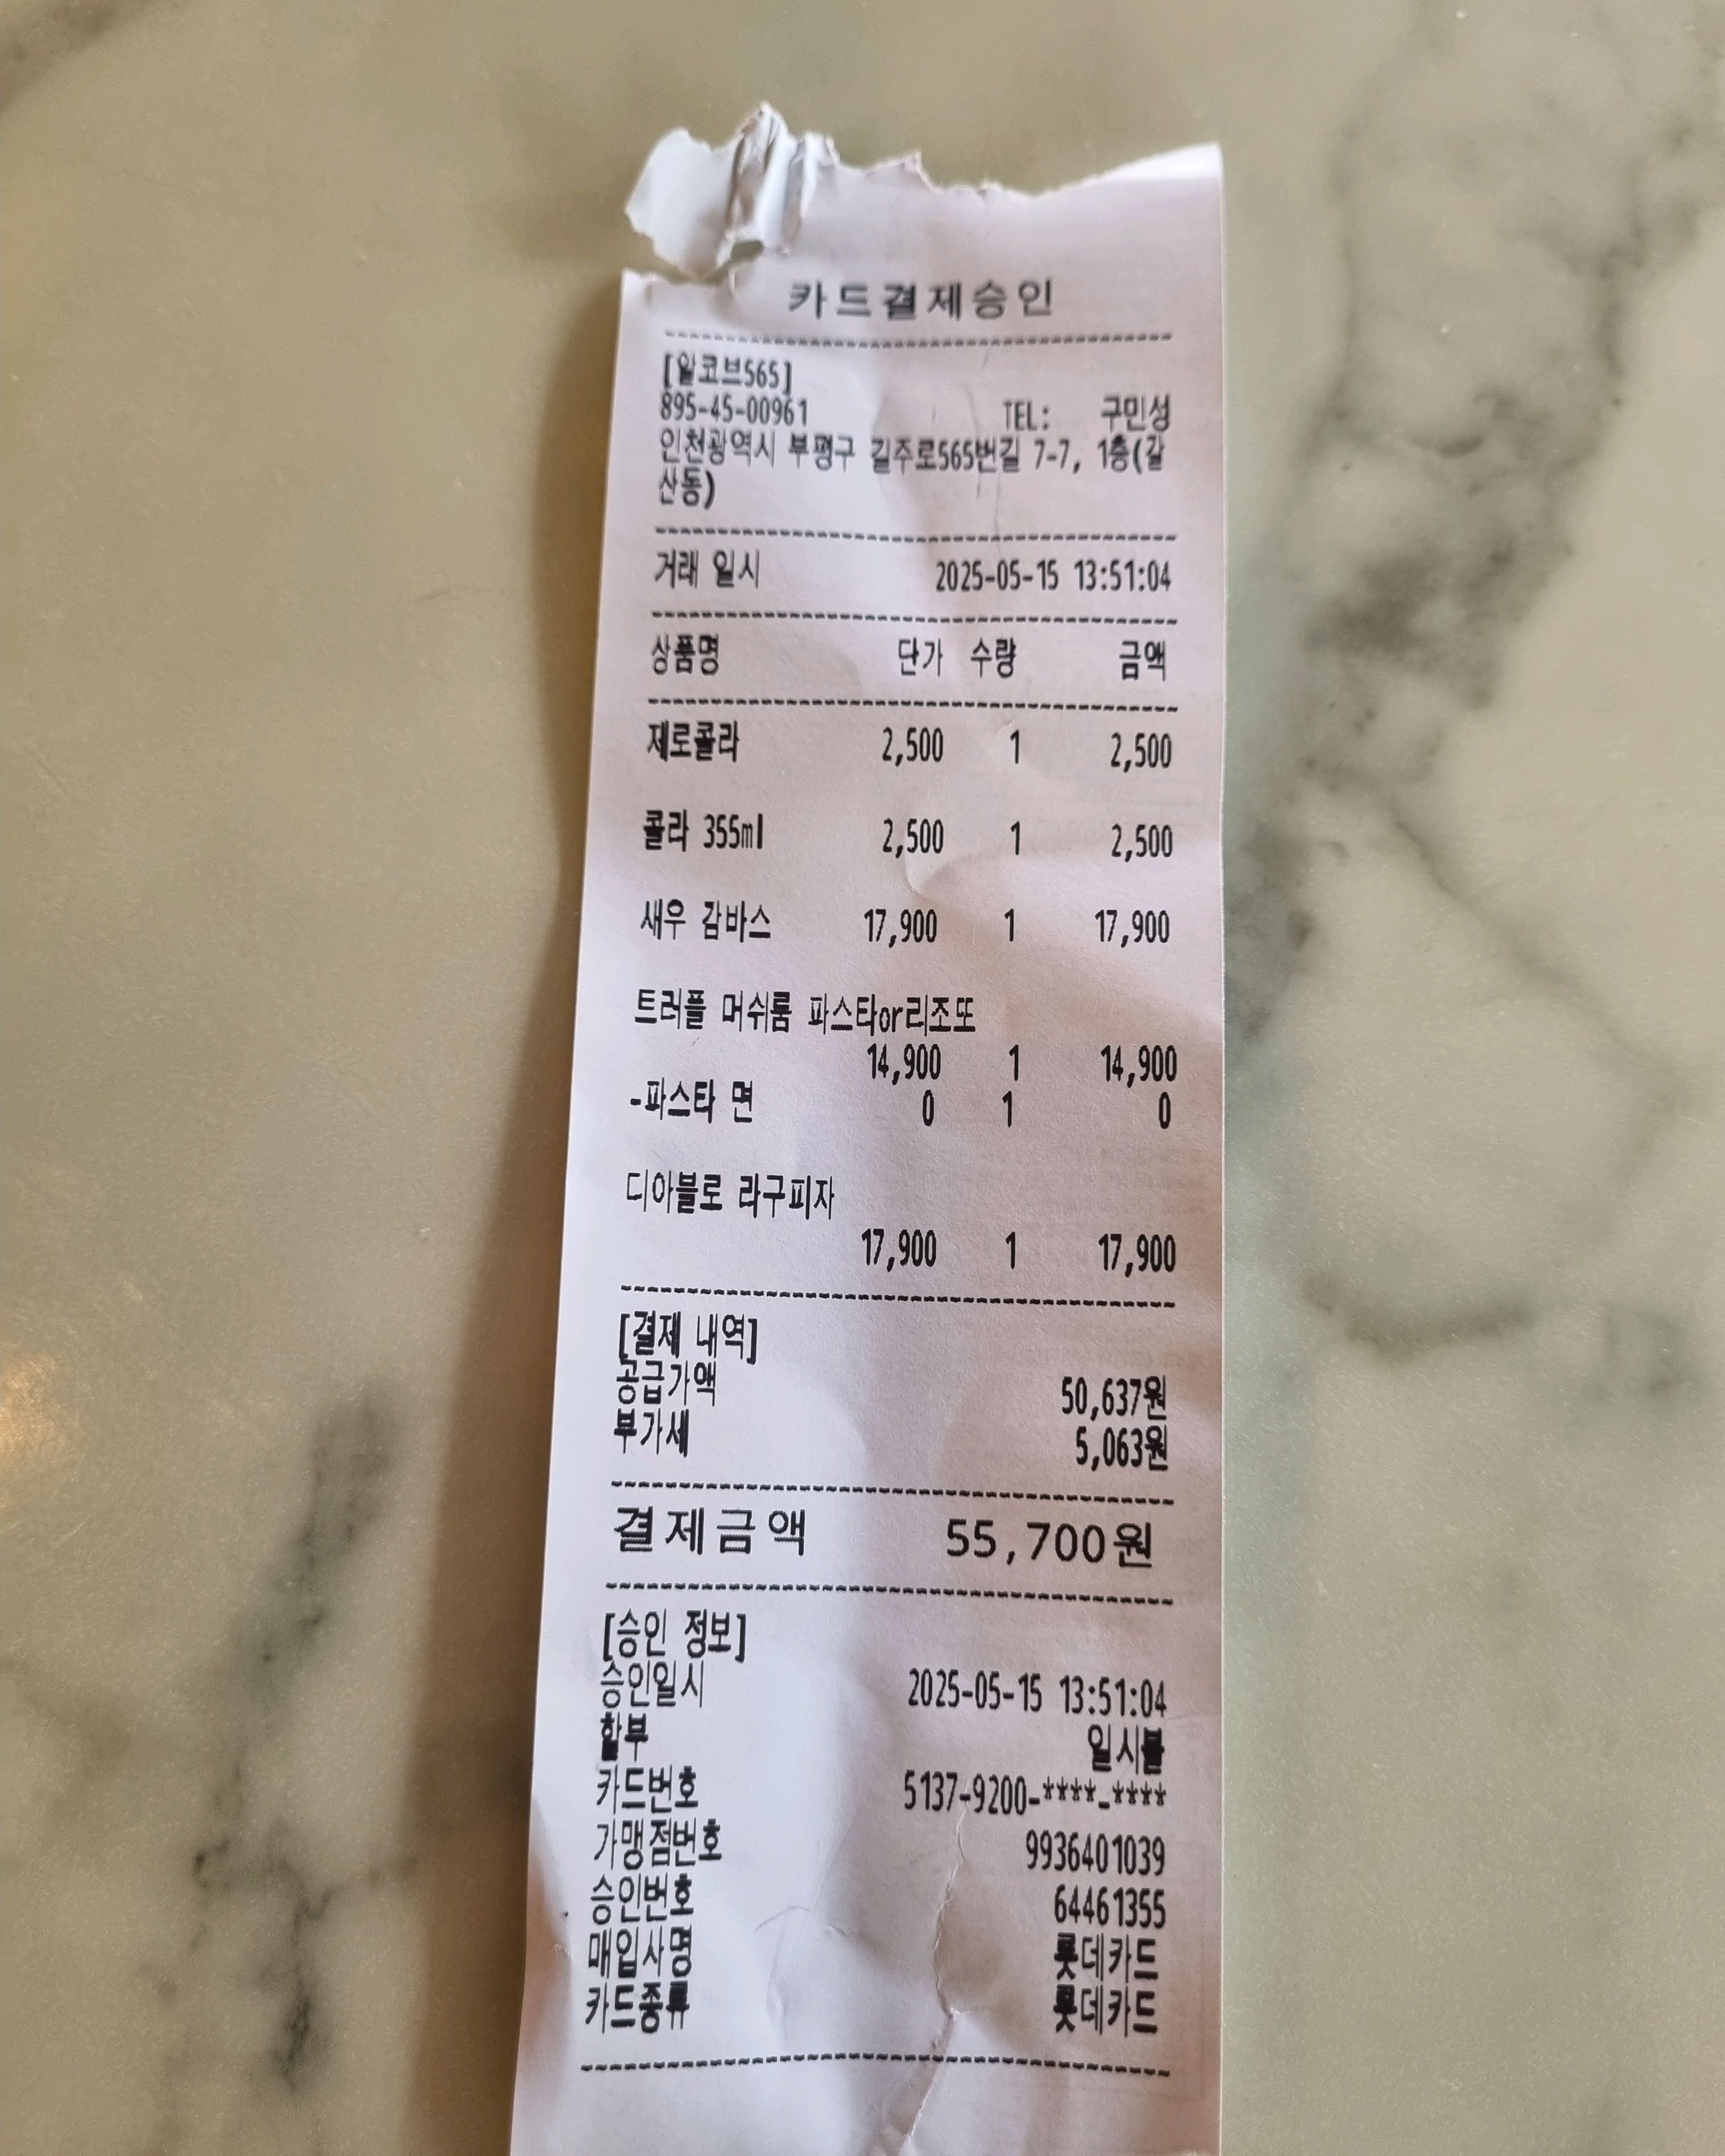 카드결제승인
[알코브565]
895-45-00961 TEL: 구민성
인천광역시 부평구 길주로565번길 7-7, 1층(갈
산동)
거래 일시 2025-05-15 13:51:04
상품명 단가 수량 금액
제로콜라 2,500 1 2,500
콜라 355ml 2,500 1 2,500
새우 감바스 17,900 1 17,900
트러플 머쉬룸 파스타or리조또
14,900 1 14,900
-파스타 면 0 1 0
디아블로 라구피자
17,900 1 17,900
[결제 내역]
공급가액 50,637원
부가세 5,063원
결제금액 55,700원
[승인 정보]
승인일시 2025-05-15 13:51:04
할부 일시불
카드번호 5137-9200-****-****
가맹점번호 9936401039
승인번호 64461355
매입사명 롯데카드
카드종류 롯데카드